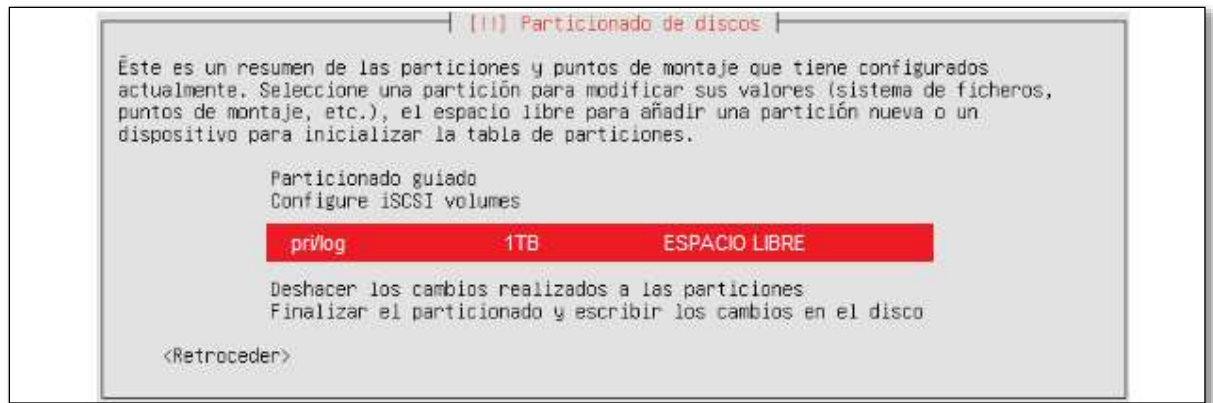 [!!] Particionado de discos
Éste es un resumen de las particiones y puntos de montaje que tiene configurados
actualmente. Seleccione una partición para modificar sus valores (sistema de ficheros,
puntos de montaje, etc.), el espacio libre para añadir una partición nueva o un
dispositivo para inicializar la tabla de particiones.
Particionado guiado
Configure iSCSI volumes
pri/log 1TB ESPACIO LIBRE
Deshacer los cambios realizados a las particiones
Finalizar el particionado y escribir los cambios en el disco
<Retroceder>